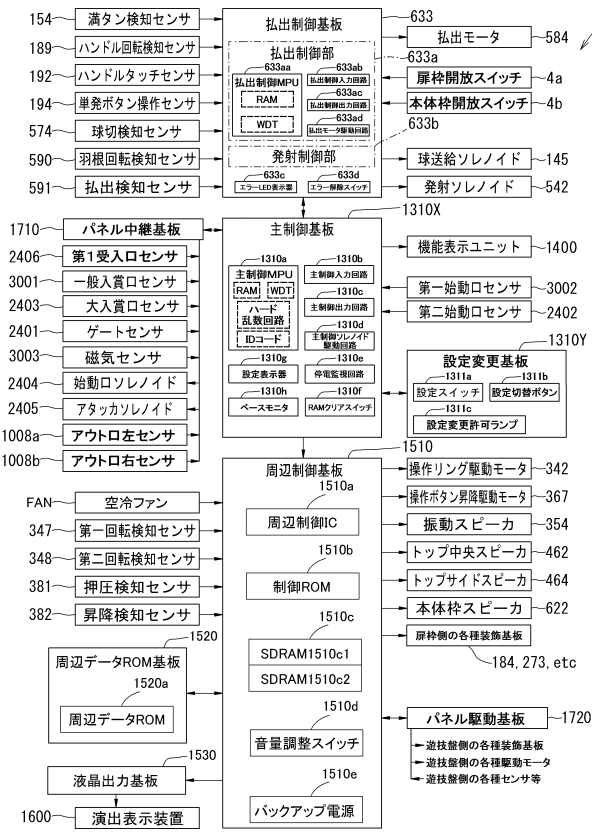 154 満タン検知センサ
189 ハンドル回転検知センサ
192 ハンドルタッチセンサ
194 単発ボタン操作センサ
574 球切検知センサ
590 羽根回転検知センサ
591 払出検知センサ
払出制御基板 633
払出制御部 633a
633aa
払出制御MPU
RAM
WDT
633ab
払出制御入力回路
633ac
払出制御出力回路
633ad
払出モータ駆動回路
発射制御部 633b
633c
エラーLED表示器
633d
エラー解除スイッチ
払出モータ 584
扉枠開放スイッチ 4a
本体枠開放スイッチ 4b
球送給ソレノイド 145
発射ソレノイド 542
1710 パネル中継基板
2406 第1受入口センサ
3001 一般入賞口センサ
2403 大入賞口センサ
2401 ゲートセンサ
3003 磁気センサ
2404 始動口ソレノイド
2405 アタッカソレノイド
1008a アウトロ左センサ
1008b アウトロ右センサ
1310X
主制御基板
1310a
主制御MPU
RAM WDT
ハード
乱数回路
IDコード
1310b
主制御入力回路
1310c
主制御出力回路
1310d
主制御ソレノイド
駆動回路
1310g
設定表示器
1310e
停電監視回路
1310h
ベースモニタ
1310f
RAMクリアスイッチ
機能表示ユニット 1400
第一始動口センサ 3002
第二始動口センサ 2402
1310Y
設定変更基板
1311a
設定スイッチ
1311b
設定切替ボタン
1311c
設定変更許可ランプ
FAN 空冷ファン
347 第一回転検知センサ
348 第二回転検知センサ
381 押圧検知センサ
382 昇降検知センサ
1520
周辺データROM基板
1520a
周辺データROM
1530
液晶出力基板
1600 演出表示装置
1510
周辺制御基板
1510a
周辺制御IC
1510b
制御ROM
1510c
SDRAM1510c1
SDRAM1510c2
1510d
音量調整スイッチ
1510e
バックアップ電源
操作リング駆動モータ 342
操作ボタン昇降駆動モータ 367
振動スピーカ 354
トップ中央スピーカ 462
トップサイドスピーカ 464
本体枠スピーカ 622
扉枠側の各種装飾基板
184, 273, etc
パネル駆動基板 1720
遊技盤側の各種装飾基板
遊技盤側の各種駆動モータ
遊技盤側の各種センサ等